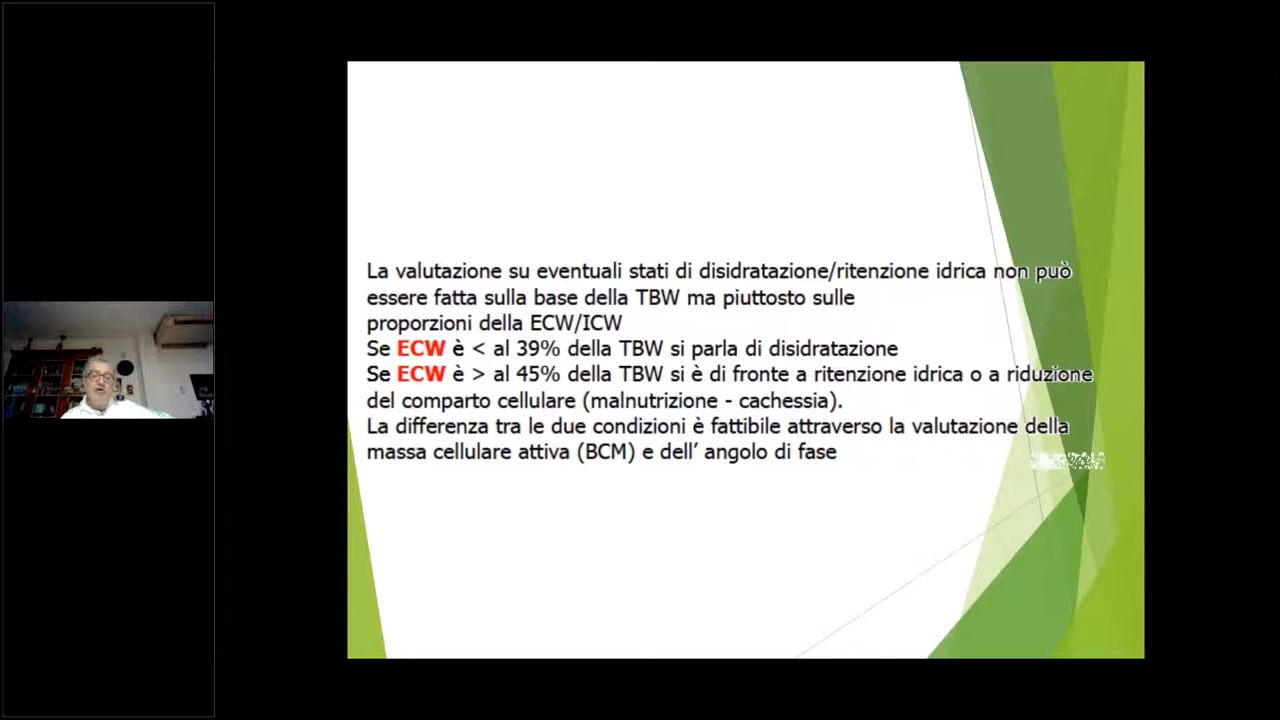 La valutazione su eventuali stati di disidratazione/ritenzione idrica non può
essere fatta sulla base della TBW ma piuttosto sulle
proporzioni della ECW/ICW
Se ECW è < al 39% della TBW si parla di disidratazione
Se ECW è > al 45% della TBW si è di fronte a ritenzione idrica o a riduzione
del comparto cellulare (malnutrizione - cachessia).
La differenza tra le due condizioni è fattibile attraverso la valutazione della
massa cellulare attiva (BCM) e dell’ angolo di fase